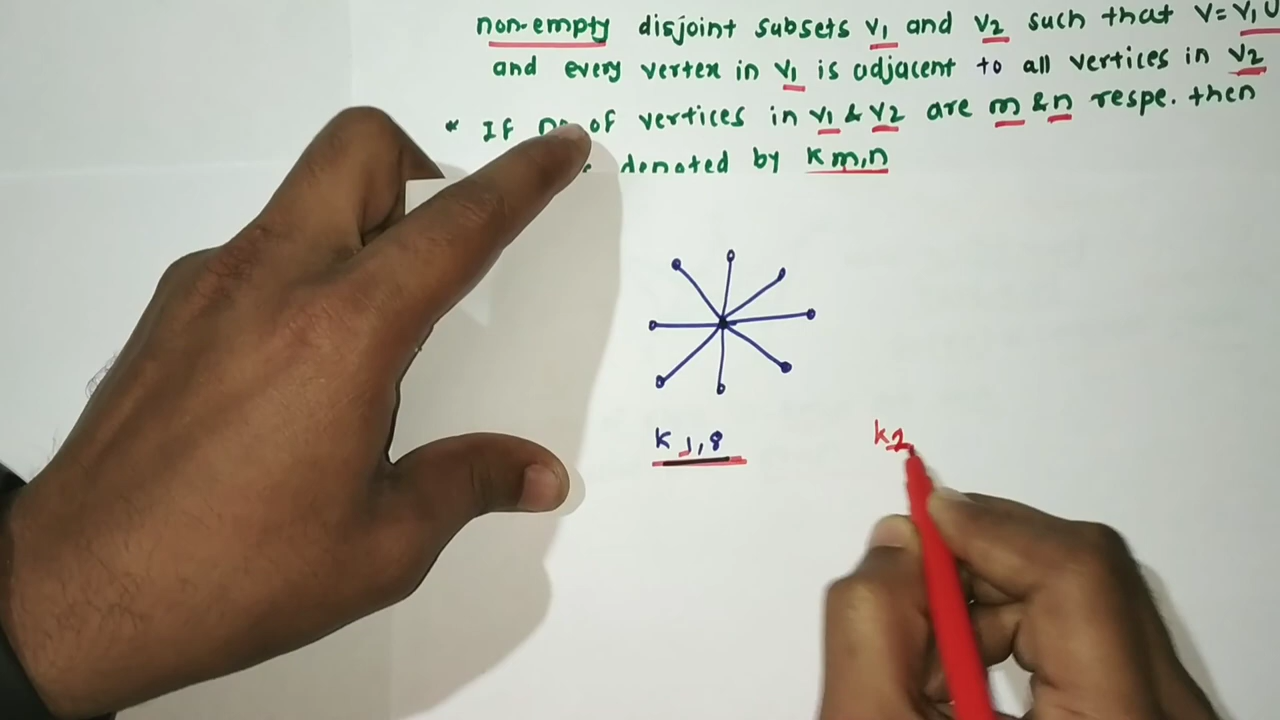 non-empty disjoint subsets V1 and V2 such that V = V1 U
and every vertex in V1 is adjacent to all vertices in V2
* If of vertices in V1 & V2 are m & n respe. then
denoted by Km,n
K 1,8
K2